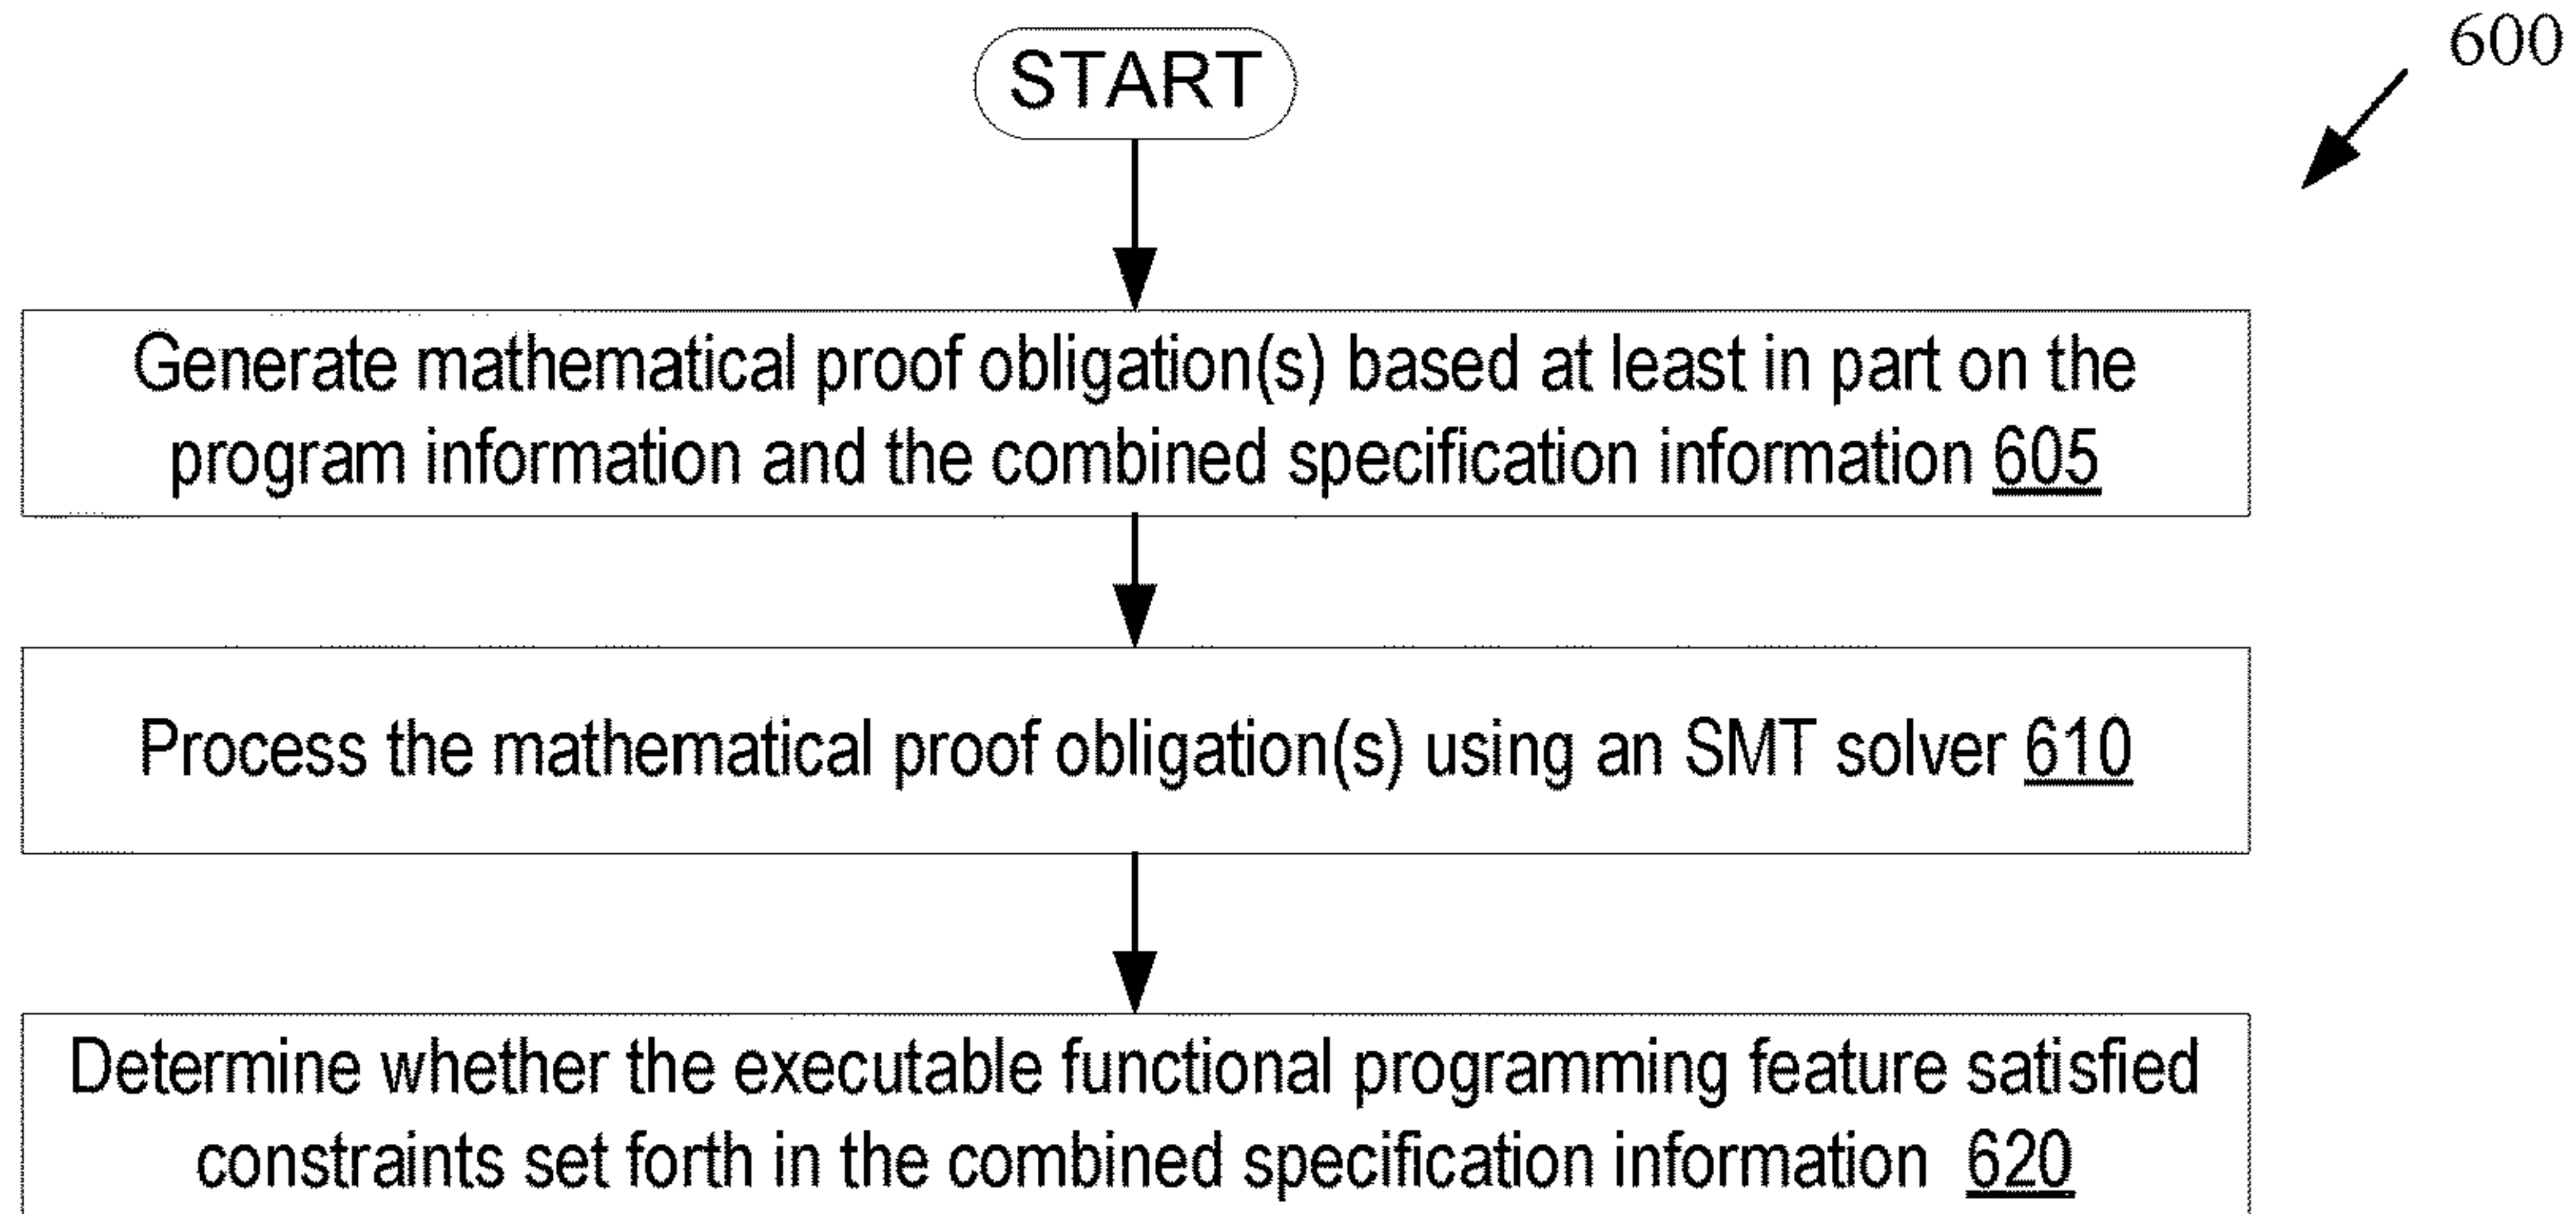 START
600
Generate mathematical proof obligation(s) based at least in part on the
program information and the combined specification information 605
Process the mathematical proof obligation(s) using an SMT solver 610
Determine whether the executable functional programming feature satisfied
constraints set forth in the combined specification information 620